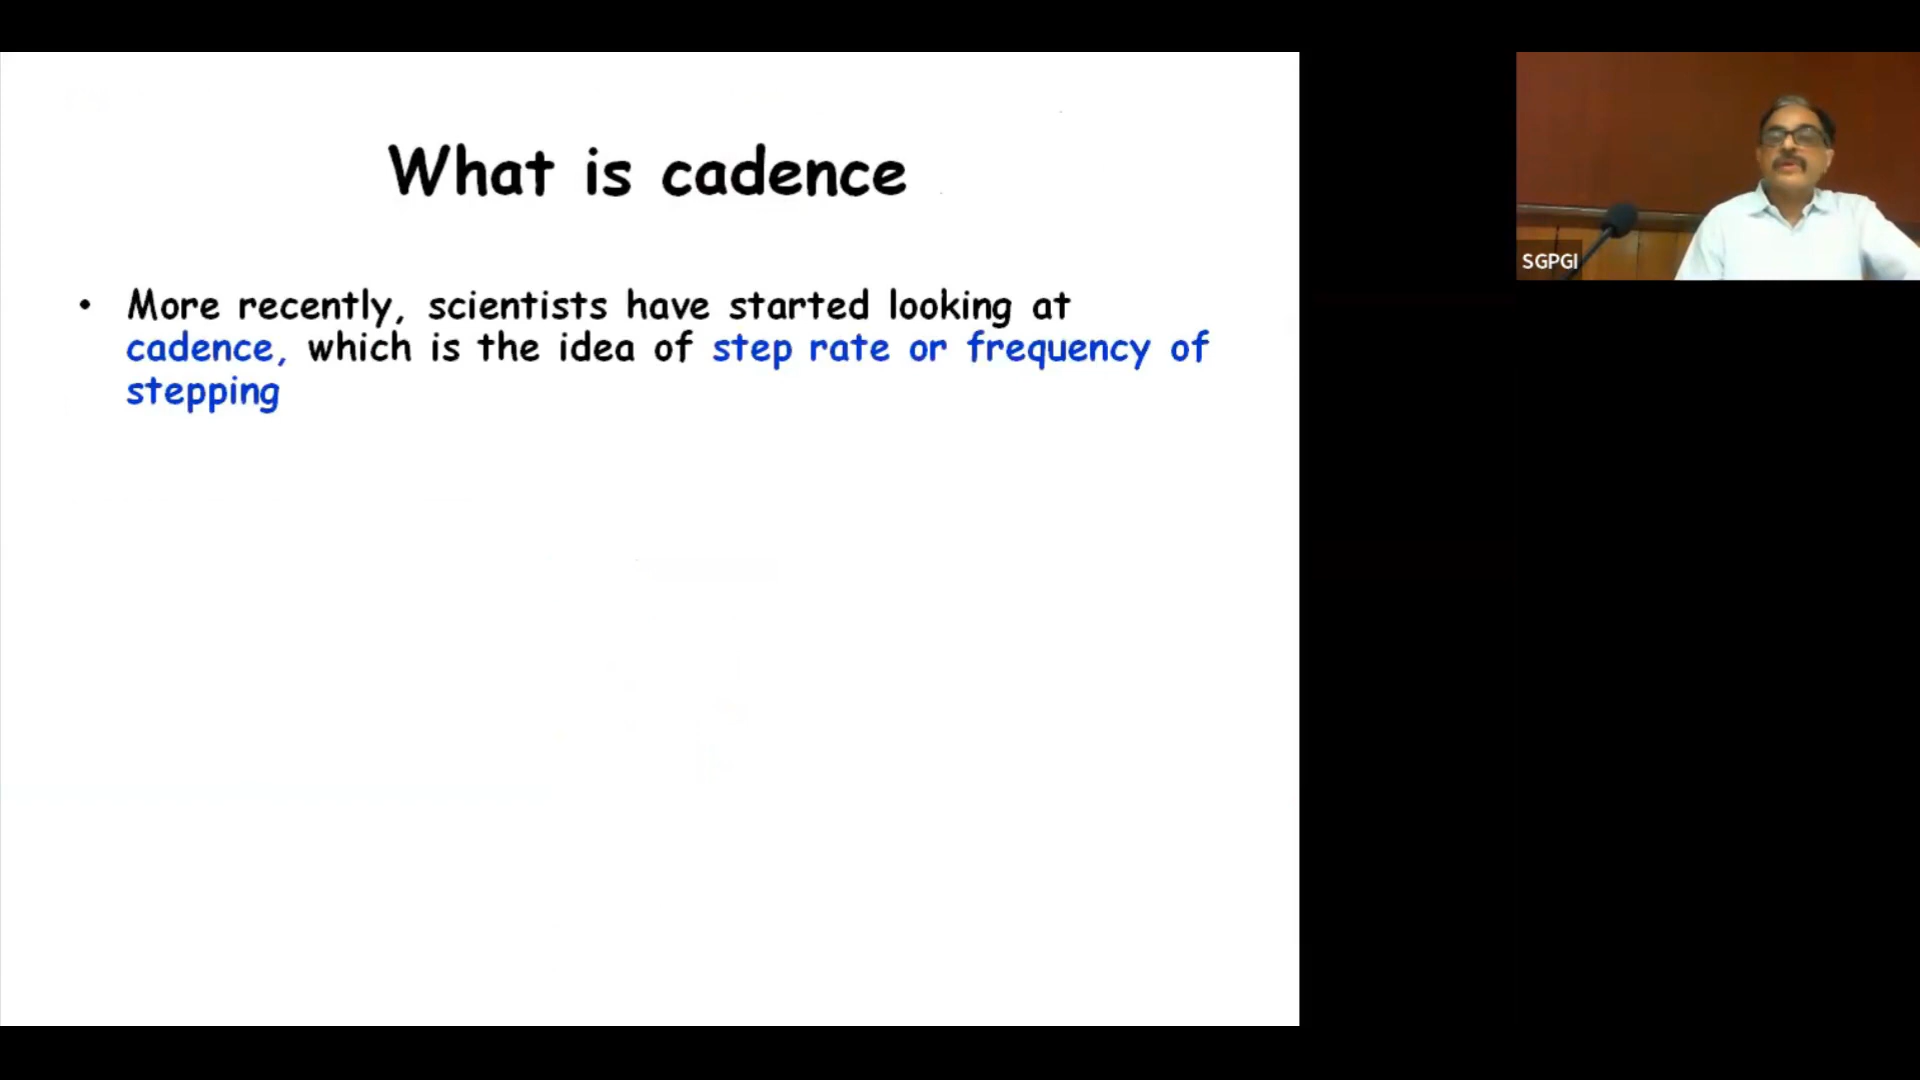 What is cadence
• More recently, scientists have started looking at
cadence, which is the idea of step rate or frequency of
stepping
SGPGI